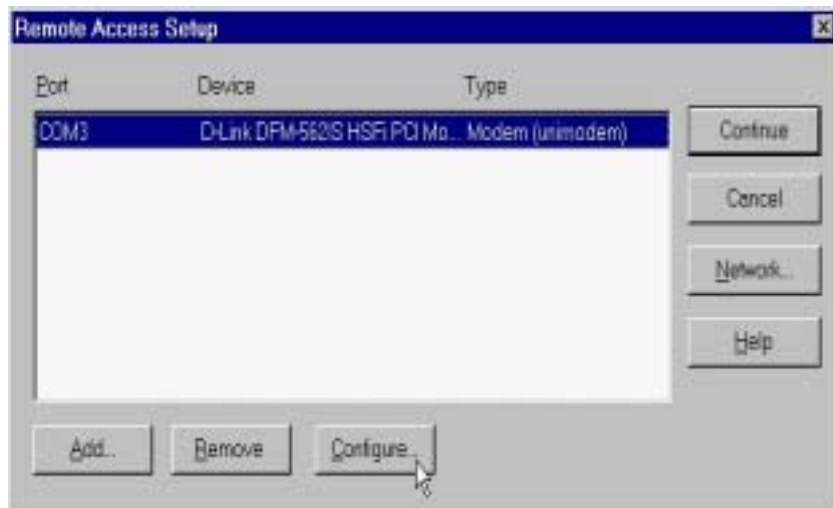 Remote Access Setup
Port Device Type
COM3 D-Link DFM-562IS HSFi PCI Mo... Modem (unimodem)
Continue
Cancel
Network...
Help
Add... Remove Configure...